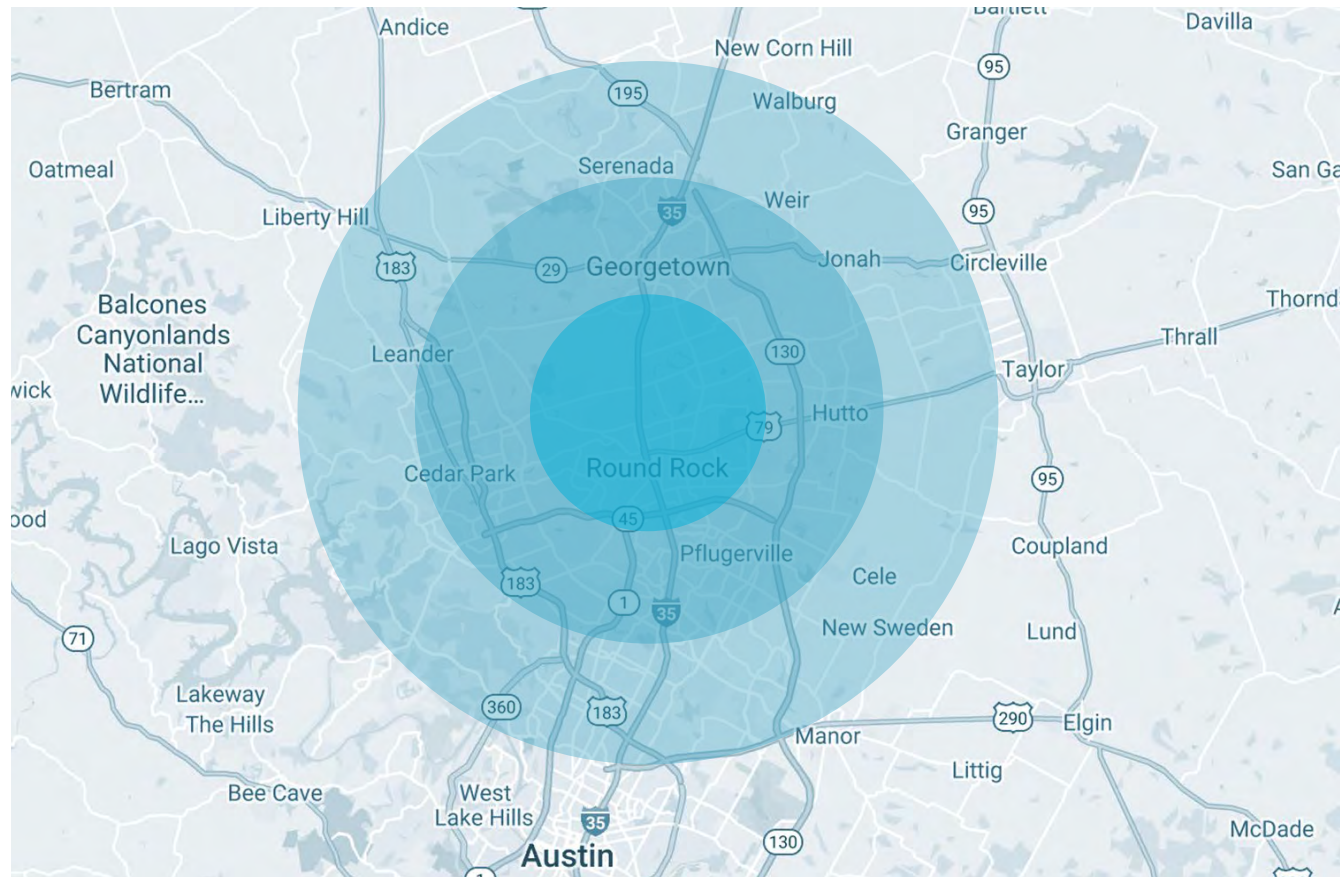 Bartlett
Andice
Davilla
New Corn Hill
95
Bertram
195
Walburg
Granger
Oatmeal
Serenada
San Ga
Weir
35
95
Liberty Hill
183
29
Georgetown
Jonah
Circleville
Balcones
Canyonlands
National
Wildlife...
Thornd
Thrall
Leander
130
Taylor
wick
Hutto
79
Cedar Park
Round Rock
95
45
ood
Lago Vista
Pflugerville
Coupland
183
Cele
1
35
New Sweden
Lund
71
Lakeway
The Hills
360
183
290
Elgin
Manor
Littig
Bee Cave
West
Lake Hills
35
McDade
130
Austin
1